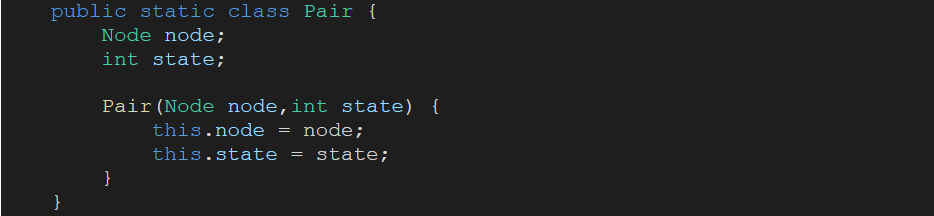 public static class Pair {
    Node node;
    int state;

    Pair(Node node,int state) {
        this.node = node;
        this.state = state;
    }
}